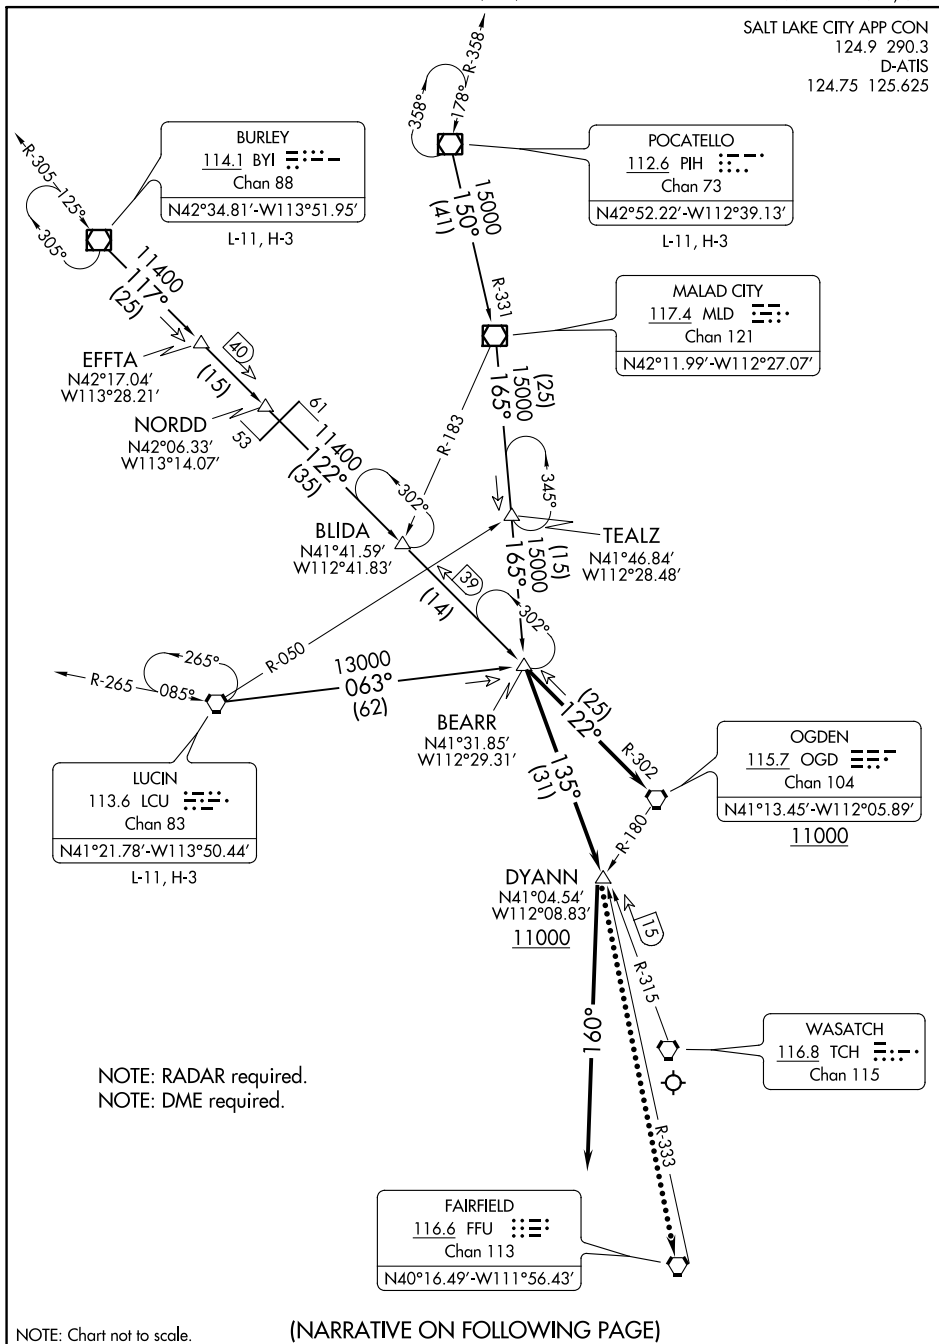 SALT LAKE CITY APP CON
124.9 290.3
D-ATIS
124.75 125.625
R-358
178°
358°
BURLEY
114.1 BYI
Chan 88
N42°34.81′-W113°51.95′
L-11, H-3
R-305
125°
305°
POCATELLO
112.6 PIH
Chan 73
N42°52.22′-W112°39.13′
L-11, H-3
15000
150°
(41)
R-331
MALAD CITY
117.4 MLD
Chan 121
N42°11.99′-W112°27.07′
11400
117°
(25)
EFFTA
N42°17.04′
W113°28.21′
40
(15)
NORDD
N42°06.33′
W113°14.07′
61
53
11400
122°
(35)
R-183
(25)
15000
165°
345°
302°
BLIDA
N41°41.59′
W112°41.83′
TEALZ
N41°46.84′
W112°28.48′
(15)
15000
165°
39
(14)
302°
R-050
265°
R-265
085°
13000
063°
(62)
BEARR
N41°31.85′
W112°29.31′
LUCIN
113.6 LCU
Chan 83
N41°21.78′-W113°50.44′
L-11, H-3
(25)
122°
R-302
135°
(31)
OGDEN
115.7 OGD
Chan 104
N41°13.45′-W112°05.89′
11000
R-180
DYANN
N41°04.54′
W112°08.83′
11000
15
R-315
160°
WASATCH
116.8 TCH
Chan 115
NOTE: RADAR required.
NOTE: DME required.
R-333
FAIRFIELD
116.6 FFU
Chan 113
N40°16.49′-W111°56.43′
NOTE: Chart not to scale.
(NARRATIVE ON FOLLOWING PAGE)